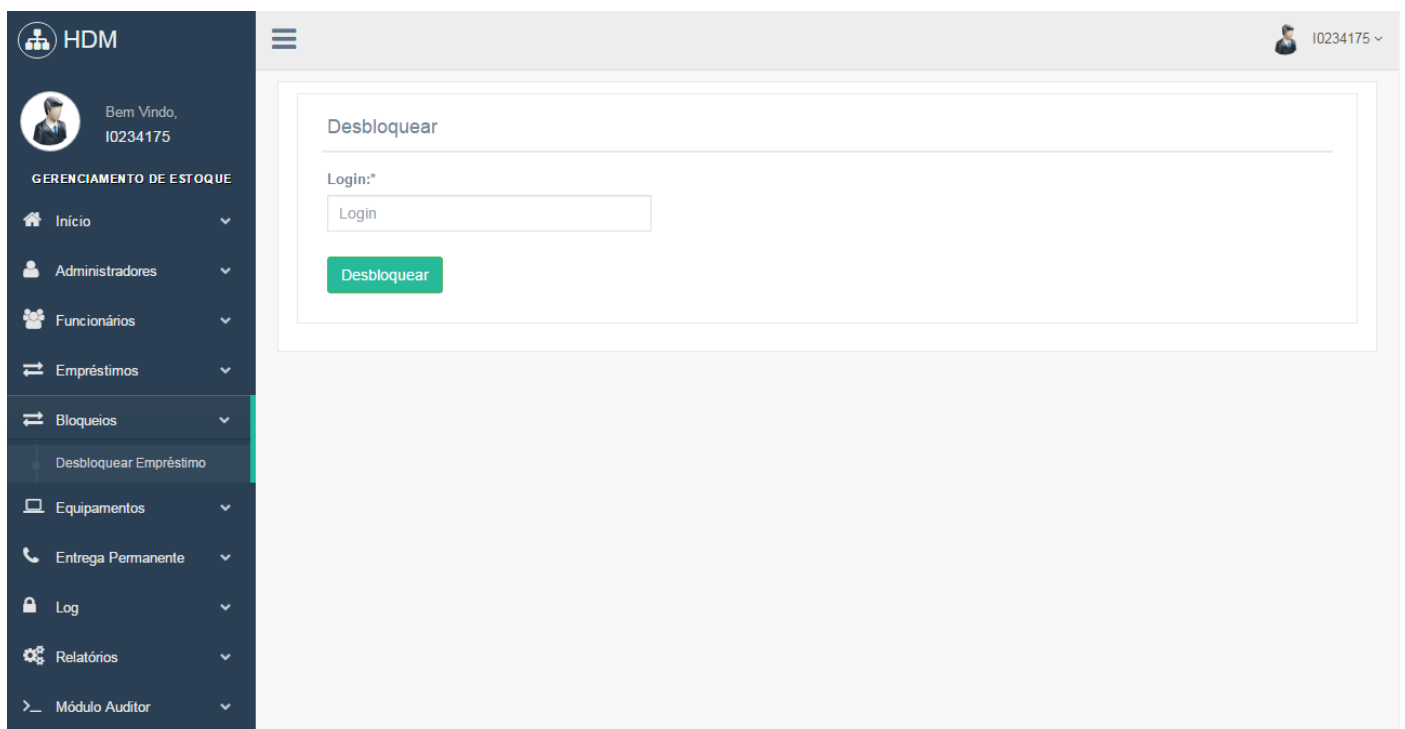 HDM
I0234175
Bem Vindo,
I0234175
GERENCIAMENTO DE ESTOQUE
Início
Administradores
Funcionários
Empréstimos
Bloqueios
Desbloquear Empréstimo
Equipamentos
Entrega Permanente
Log
Relatórios
Módulo Auditor
Desbloquear
Login:*
Login
Desbloquear